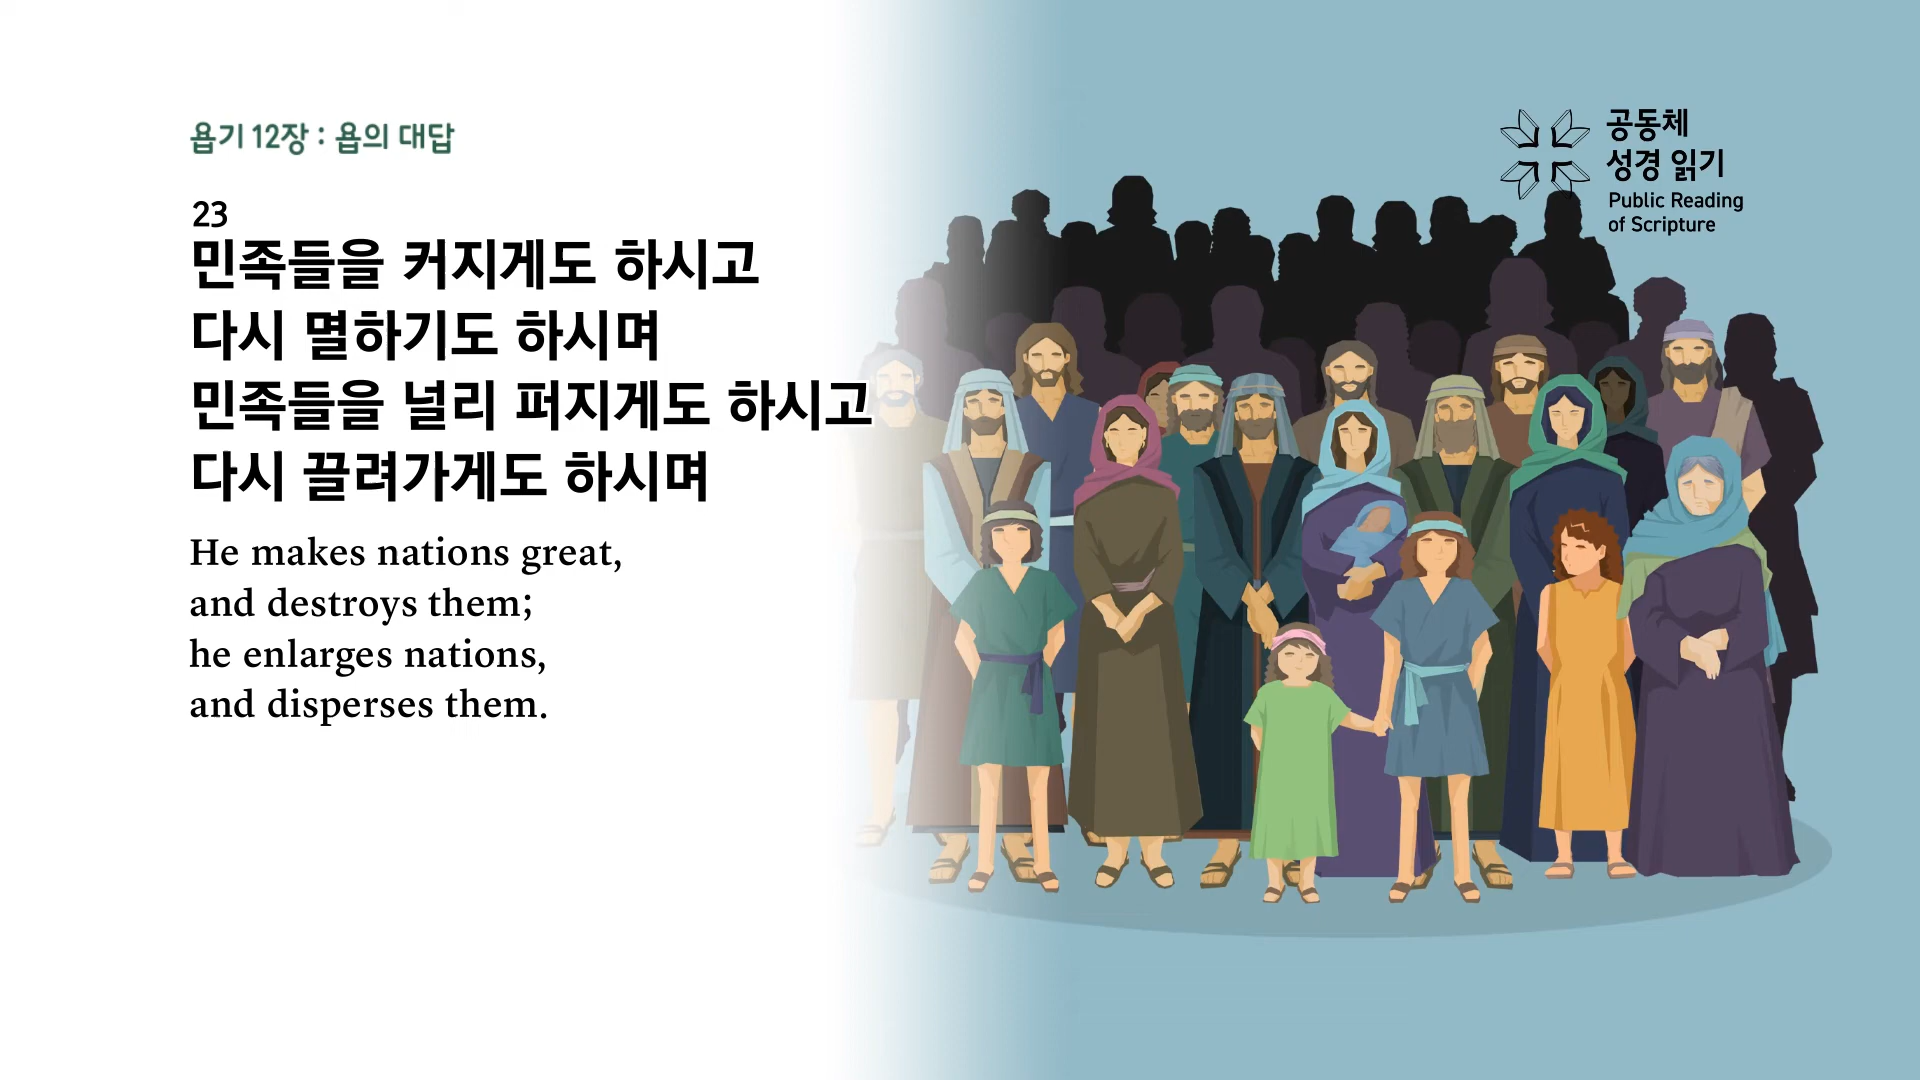 욥기 12장 : 욥의 대답
23
민족들을 커지게도 하시고
다시 멸하기도 하시며
민족들을 널리 퍼지게도 하시고
다시 끌려가게도 하시며
He makes nations great,
and destroys them;
he enlarges nations,
and disperses them.
공동체
성경 읽기
Public Reading
of Scripture